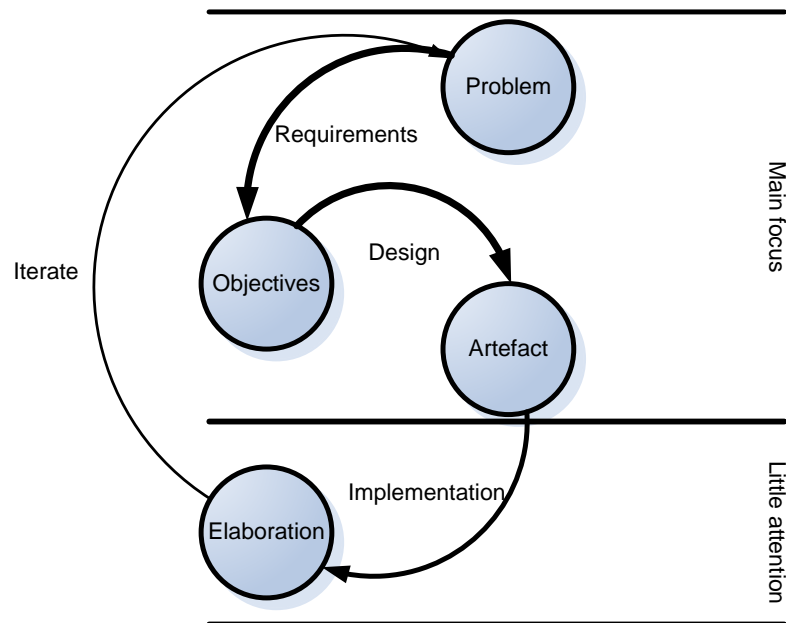 Problem
Requirements
Main focus
Design
Iterate
Objectives
Artefact
Little attention
Implementation
Elaboration